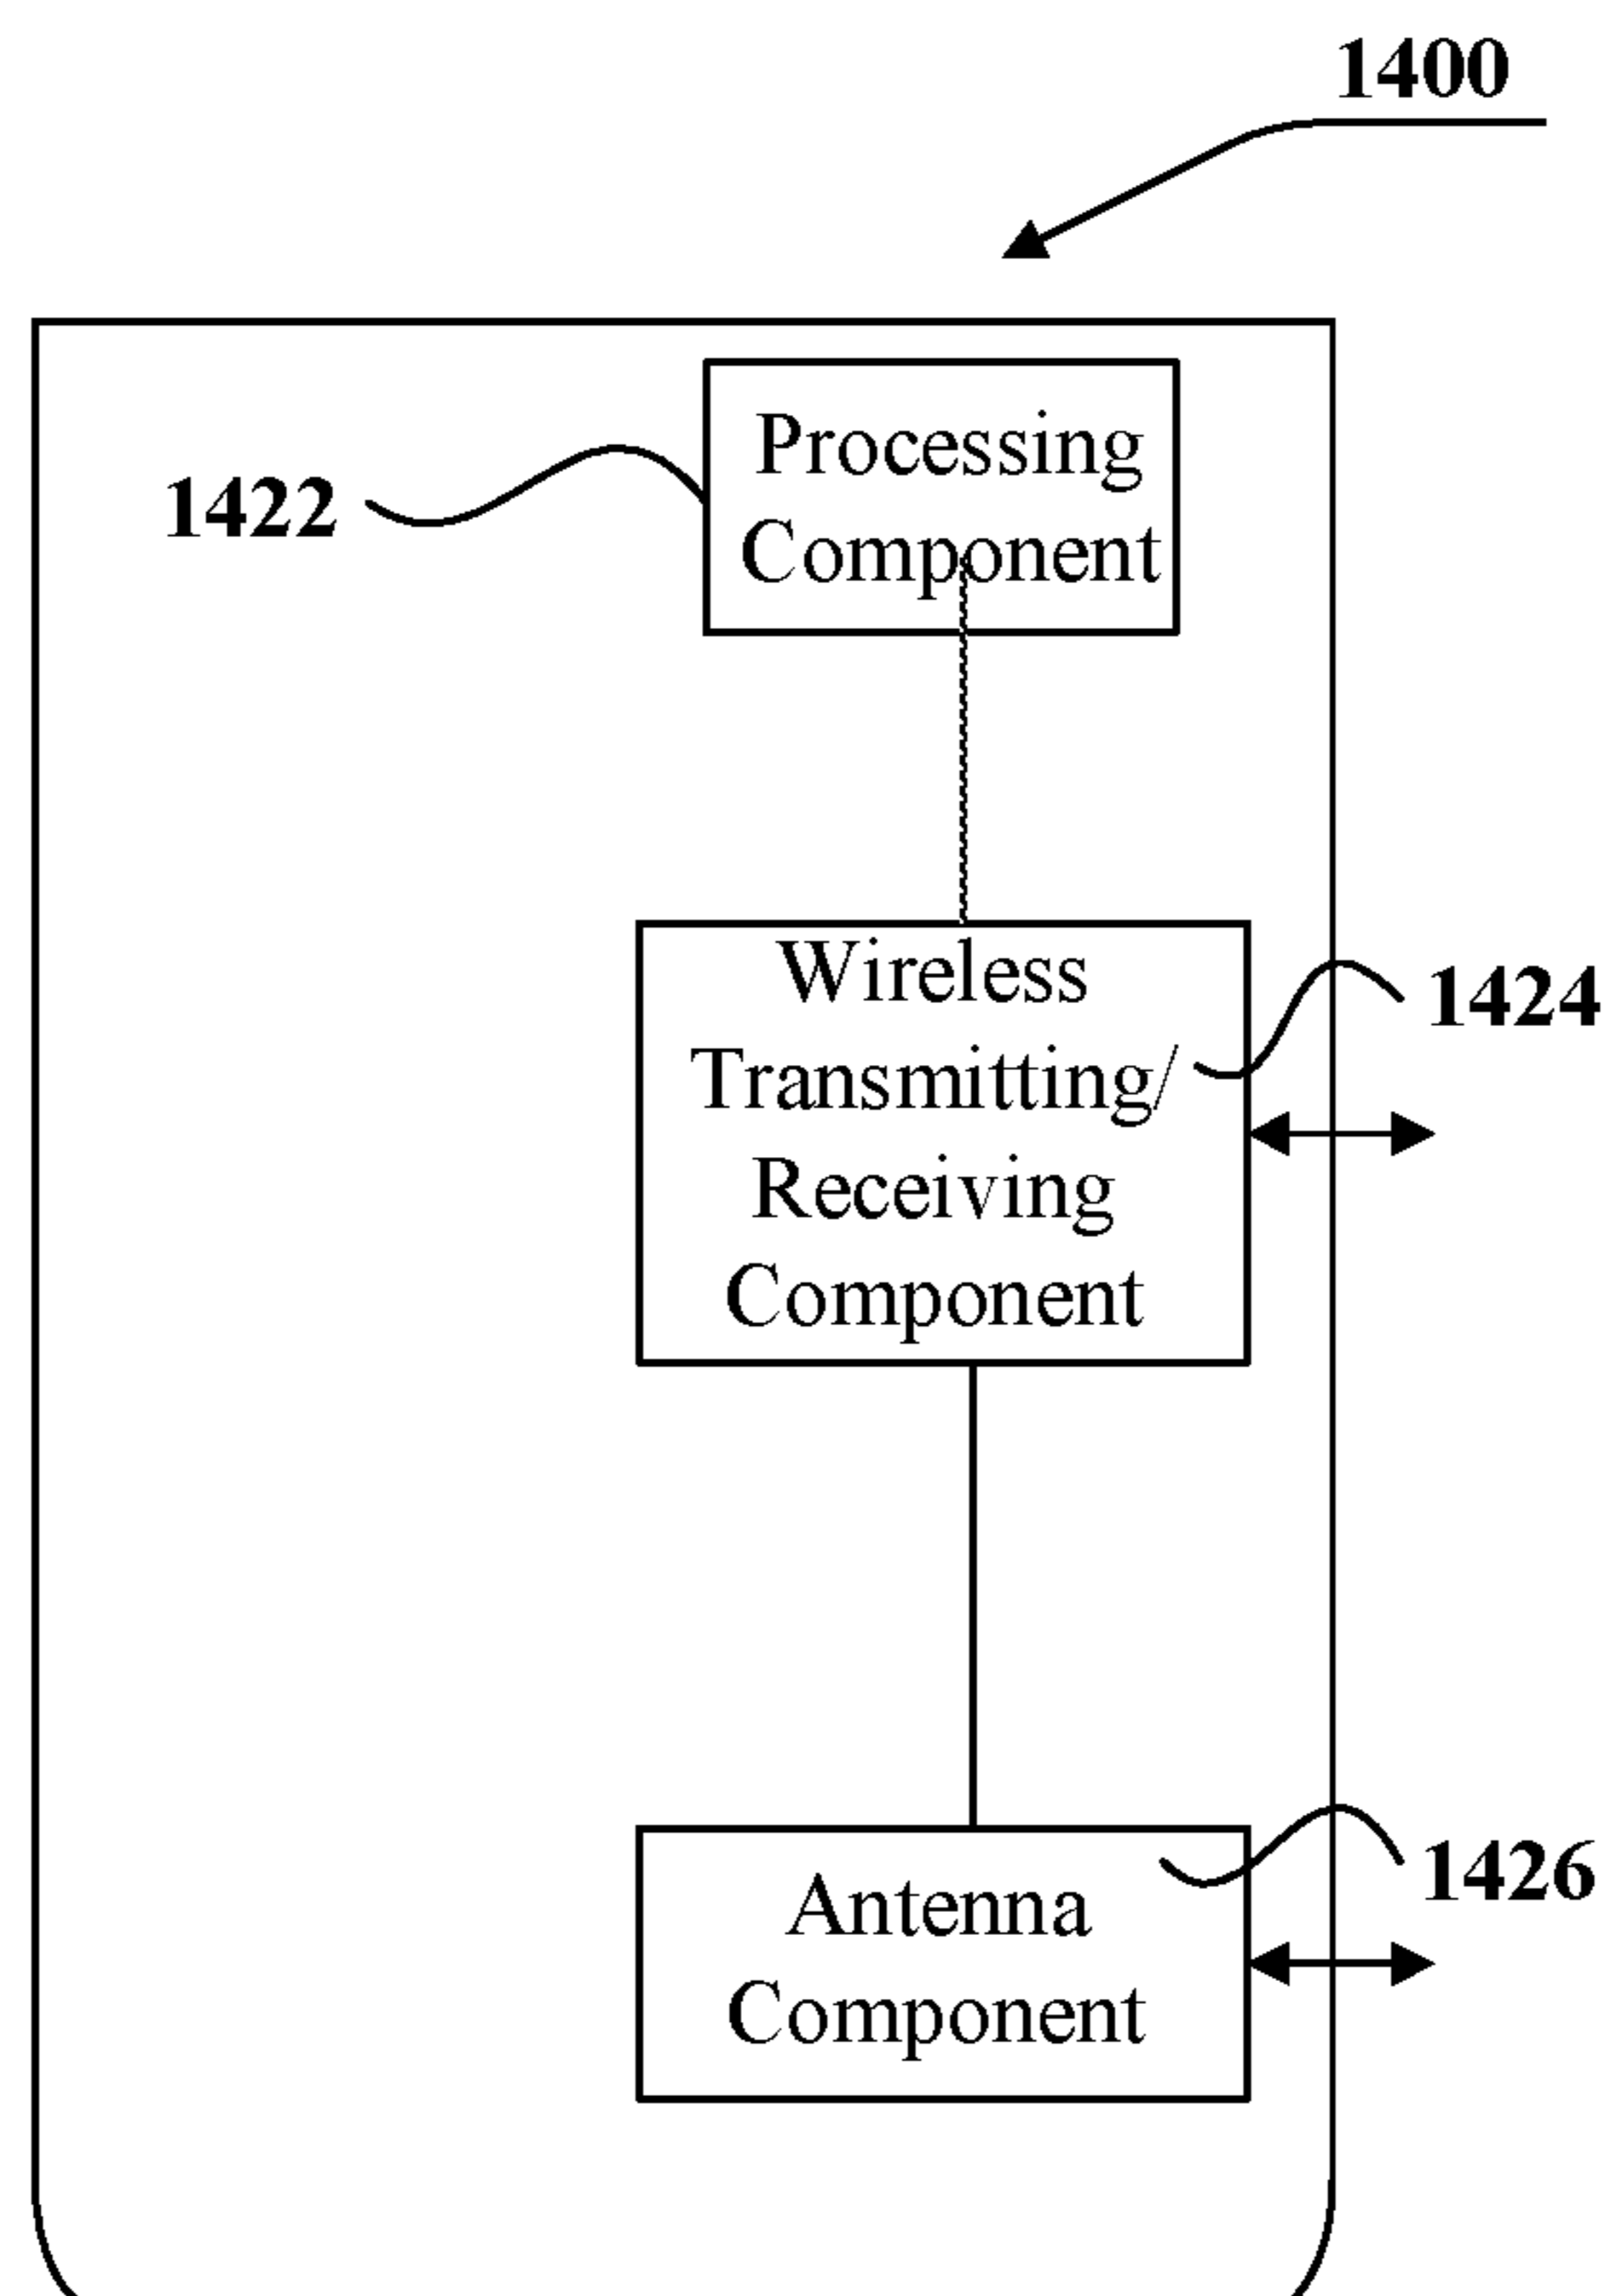 1400
Processing
Component
1422
Wireless
Transmitting/
Receiving
Component
1424
Antenna
Component
1426